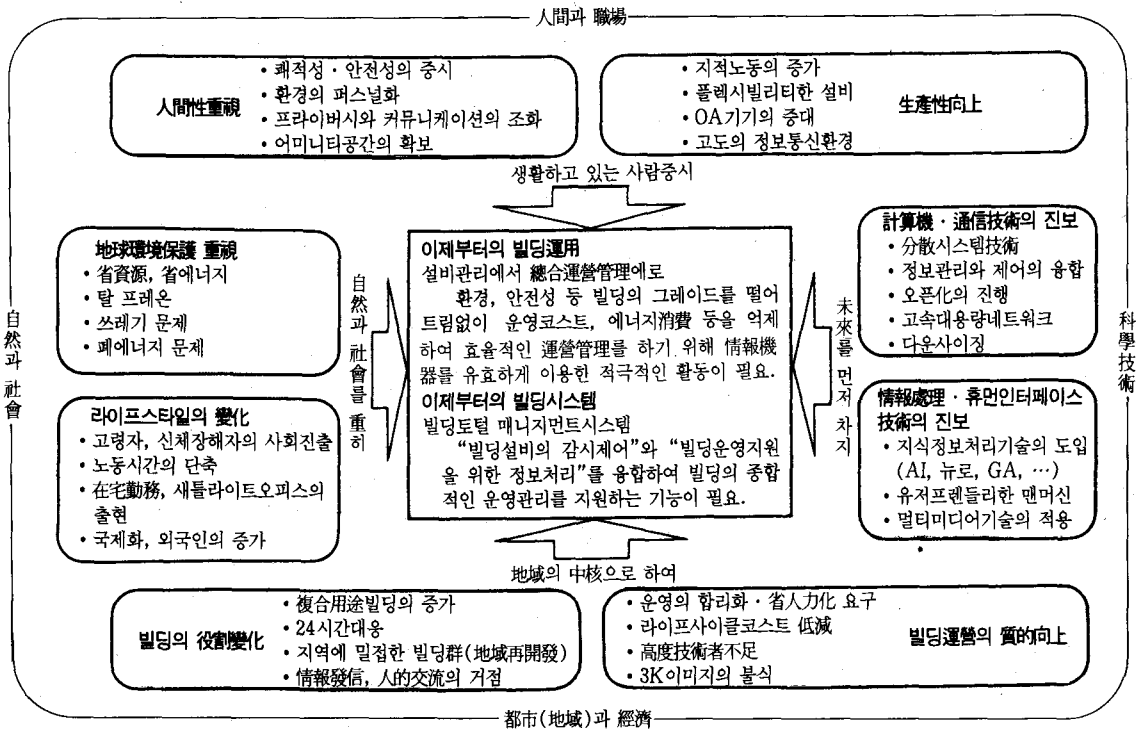 人間과 職場
人間性重視
• 쾌적성 · 안전성의 중시
• 환경의 퍼스널화
• 프라이버시와 커뮤니케이션의 조화
• 어미니티공간의 확보
• 지적노동의 증가
• 플렉시빌리티한 설비
• OA기기의 증대
• 고도의 정보통신환경
生產性向上
생활하고 있는 사람중시
自然과 社會
地球環境保護 重視
• 省資源, 省에너지
• 탈 프레온
• 쓰레기 문제
• 폐에너지 문제
라이프스타일의 變化
• 고령자, 신체장해자의 사회진출
• 노동시간의 단축
• 在宅勤務, 새틀라이트오피스의
출현
• 국제화, 외국인의 증가
自然과 社會를 重히
이제부터의 빌딩運用
설비관리에서 總合運營管理에로
환경, 안전성 등 빌딩의 그레이드를 떨어
트림없이 운영코스트, 에너지消費 등을 억제
하여 효율적인 運營管理를 하기 위해 情報機
器를 유효하게 이용한 적극적인 활동이 필요.
이제부터의 빌딩시스템
빌딩토털 매니지먼트시스템
“빌딩설비의 감시제어”와 “빌딩운영지원
을 위한 정보처리”를 융합하여 빌딩의 종합
적인 운영관리를 지원하는 기능이 필요.
未來를 먼저 차지
計算機 · 通信技術의 진보
• 分散시스템技術
• 정보관리와 제어의 융합
• 오픈化의 진행
• 고속대용량네트워크
• 다운사이징
情報處理 · 휴먼인터페이스
技術의 진보
• 지식정보처리기술의 도입
(AI, 뉴로, GA, …)
• 유저프렌들리한 맨머신
• 멀티미디어기술의 적용
科學技術
地域의 中核으로 하여
빌딩의 役割變化
• 複合用途빌딩의 증가
• 24시간대응
• 지역에 밀접한 빌딩群(地域再開發)
• 情報發信, 人的交流의 거점
• 운영의 합리화 · 省人力化 요구
• 라이프사이클코스트 低減
• 高度技術者不足
• 3K이미지의 불식
빌딩運營의 質的向上
都市(地域)과 經濟